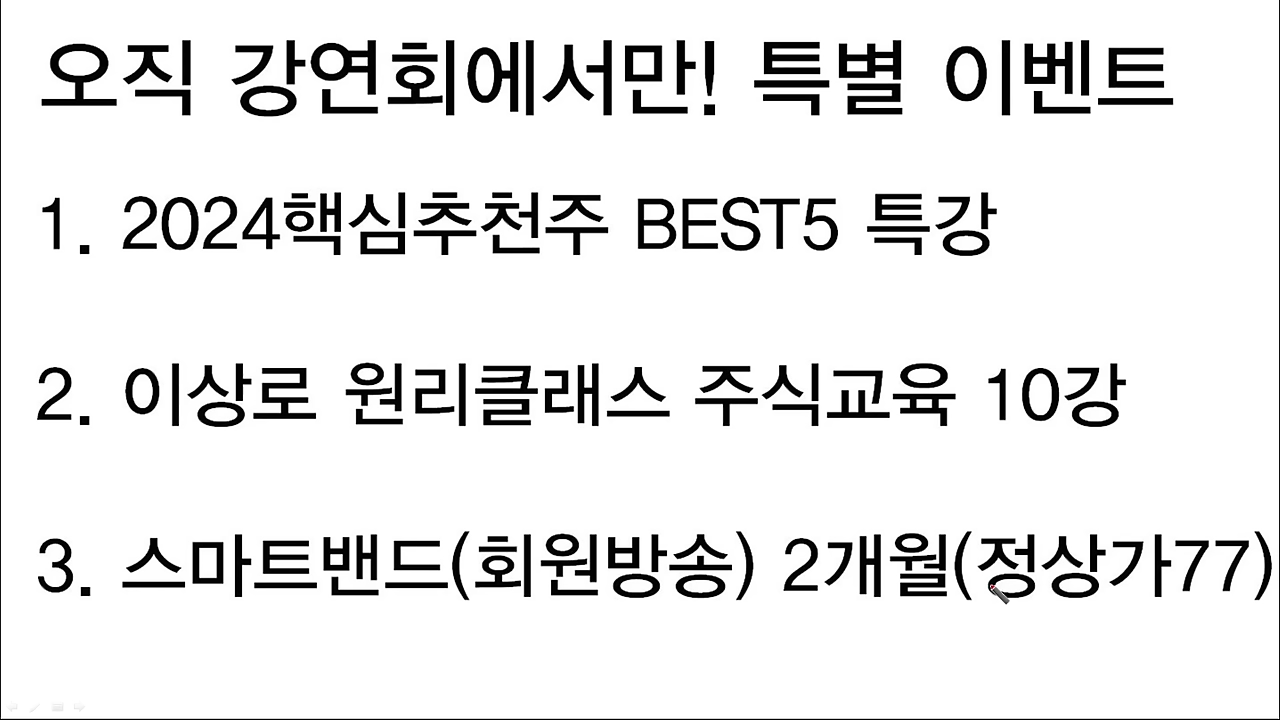 오직 강연회에서만! 특별 이벤트
1. 2024핵심추천주 BEST5 특강
2. 이상로 원리클래스 주식교육 10강
3. 스마트밴드(회원방송) 2개월(정상가77)